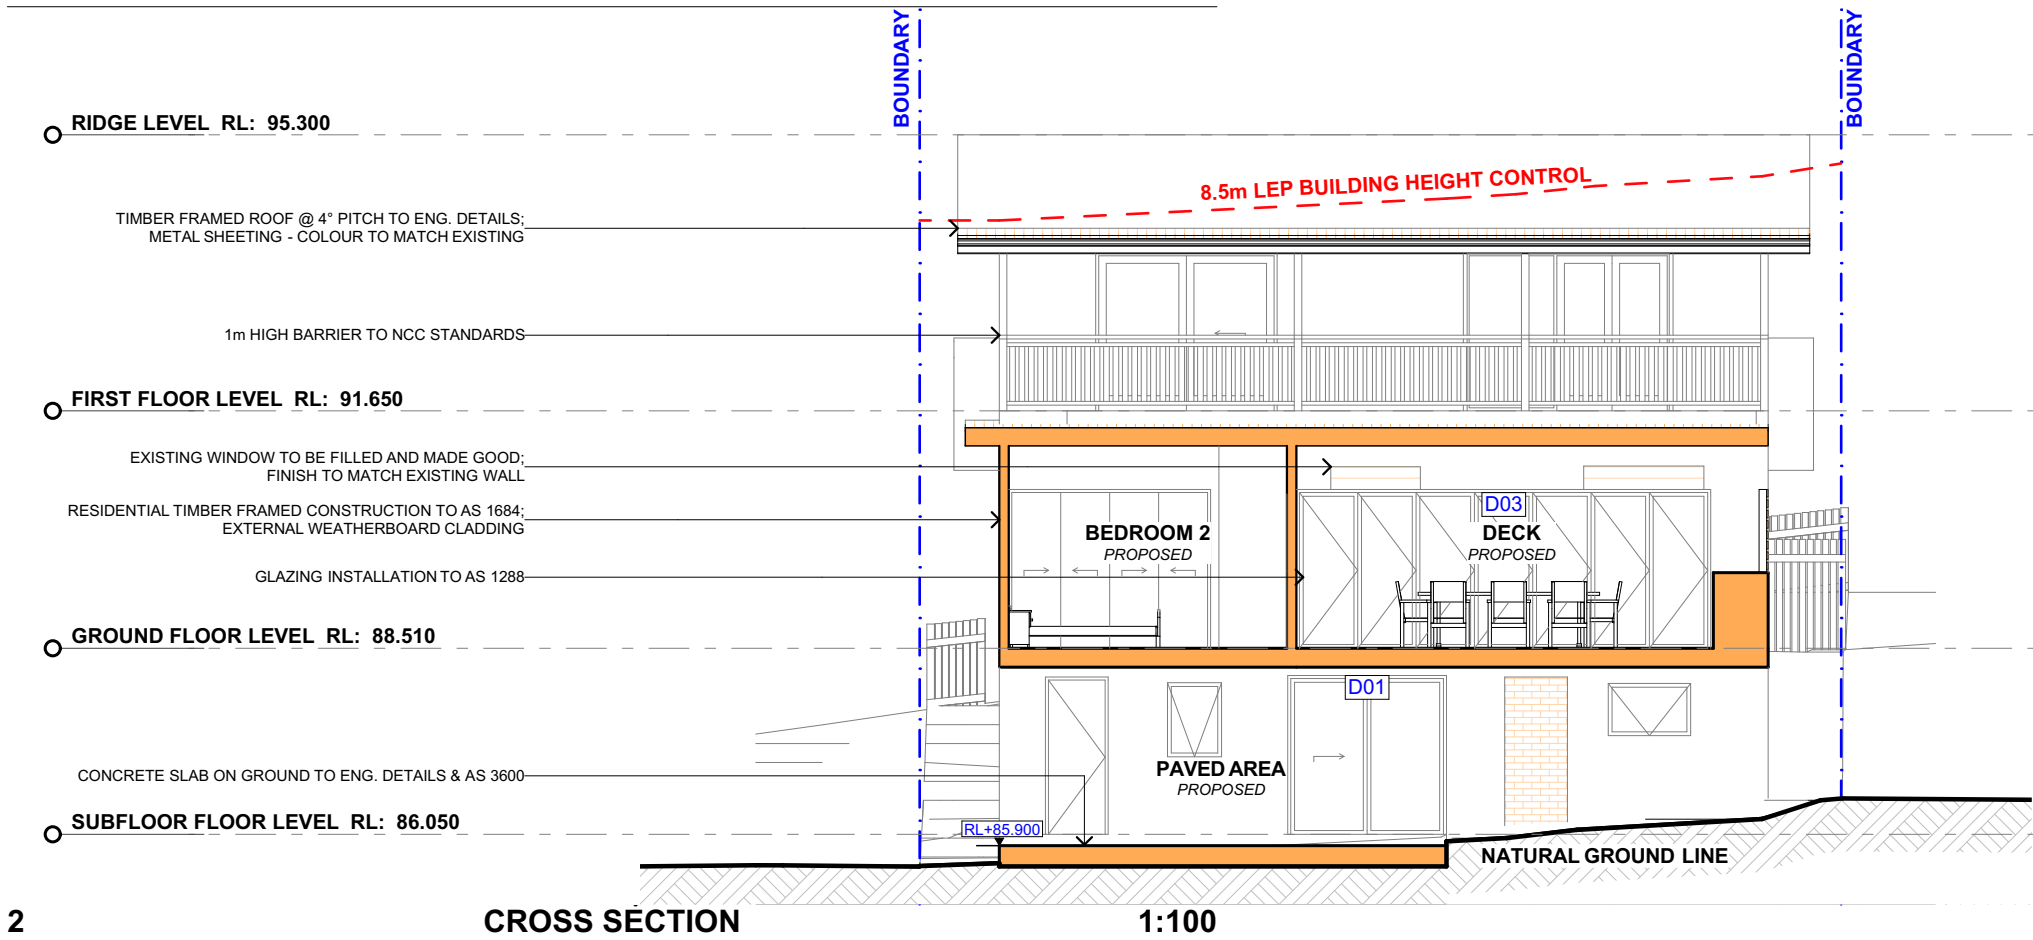 BOUNDARY
BOUNDARY
RIDGE LEVEL RL: 95.300
8.5m LEP BUILDING HEIGHT CONTROL
TIMBER FRAMED ROOF @ 4° PITCH TO ENG. DETAILS;
METAL SHEETING - COLOUR TO MATCH EXISTING
1m HIGH BARRIER TO NCC STANDARDS
FIRST FLOOR LEVEL RL: 91.650
EXISTING WINDOW TO BE FILLED AND MADE GOOD;
FINISH TO MATCH EXISTING WALL
RESIDENTIAL TIMBER FRAMED CONSTRUCTION TO AS 1684;
EXTERNAL WEATHERBOARD CLADDING
D03
BEDROOM 2
PROPOSED
DECK
PROPOSED
GLAZING INSTALLATION TO AS 1288
GROUND FLOOR LEVEL RL: 88.510
D01
PAVED AREA
PROPOSED
CONCRETE SLAB ON GROUND TO ENG. DETAILS & AS 3600
SUBFLOOR FLOOR LEVEL RL: 86.050
RL+85.900
NATURAL GROUND LINE
2 CROSS SECTION 1:100